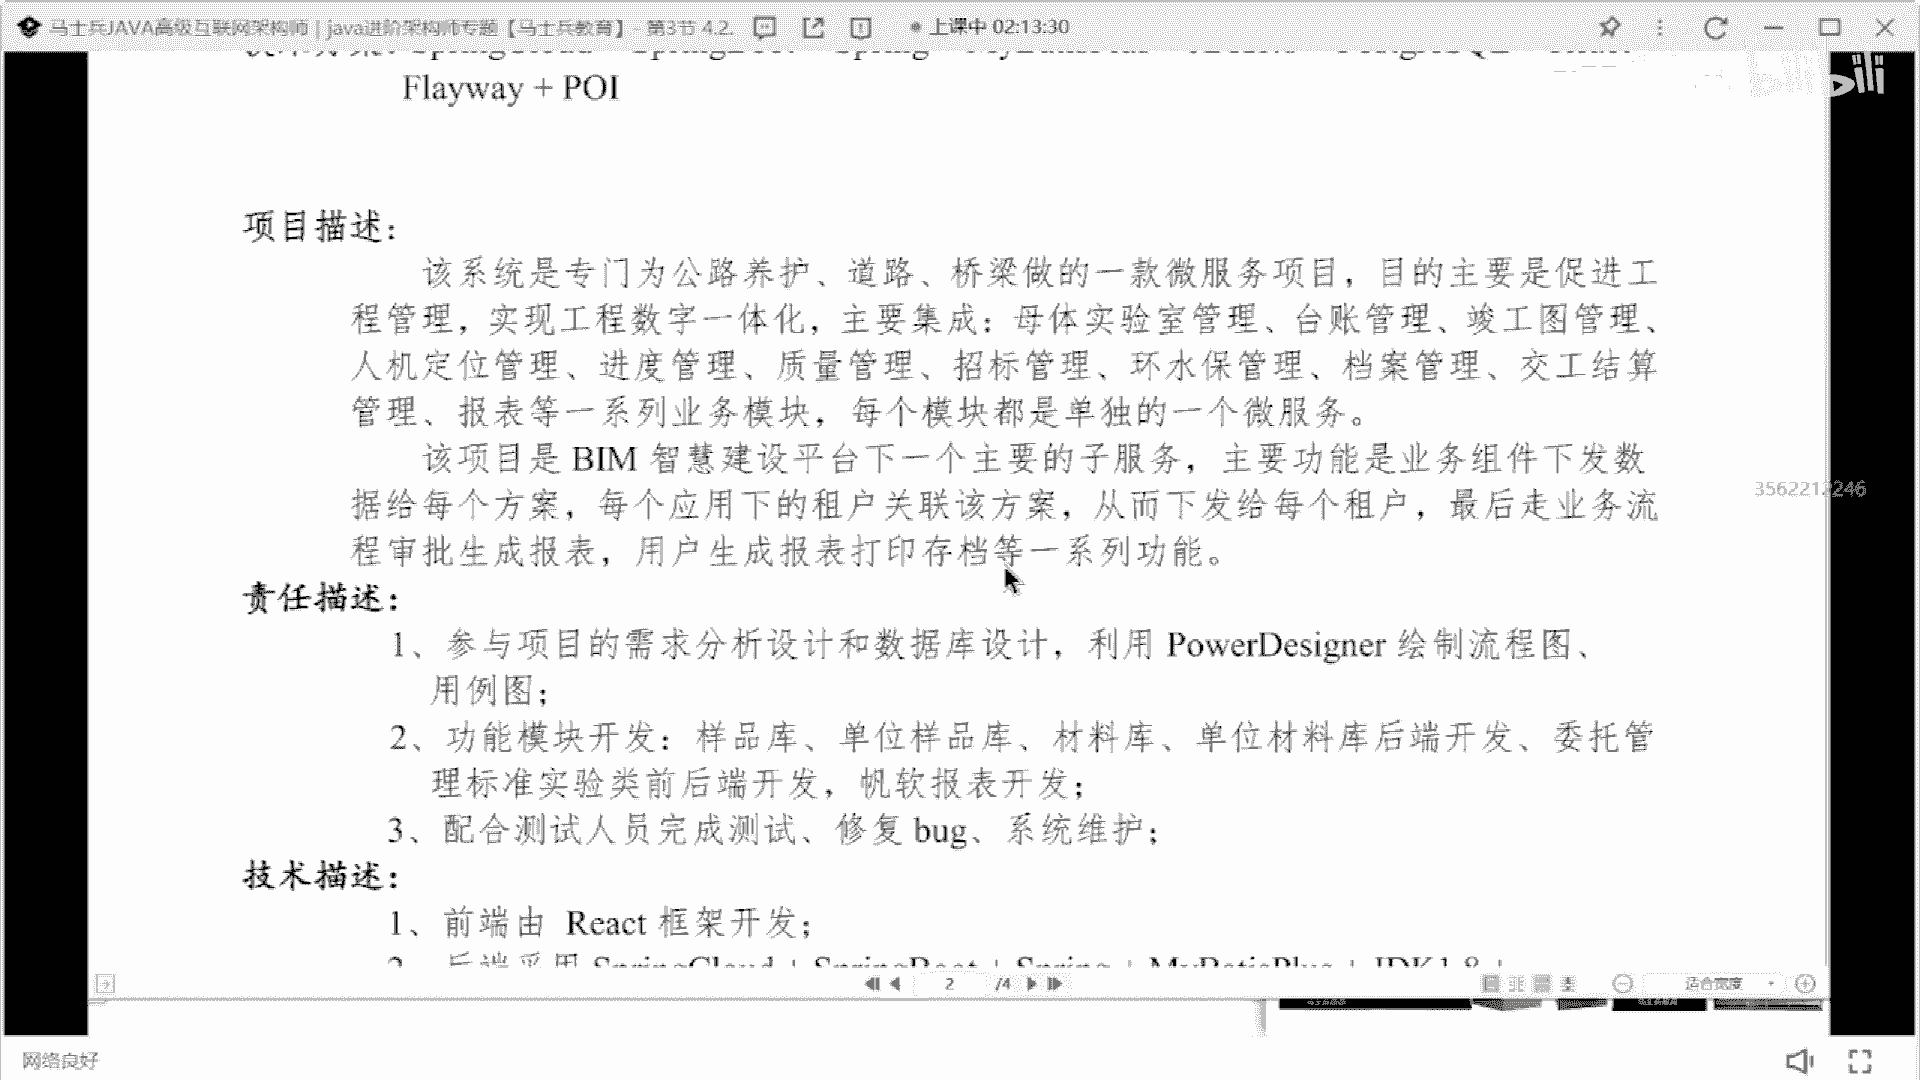 马士兵JAVA高级互联网架构师 | java进阶架构师专题【马士兵教育】- 第3节 4.2.
上课中 02:13:30
Flayway + POI
项目描述：
该系统是专门为公路养护、道路、桥梁做的一款微服务项目，目的主要是促进工
程管理，实现工程数字一体化，主要集成：母体实验室管理、台账管理、竣工图管理、
人机定位管理、进度管理、质量管理、招标管理、环水保管理、档案管理、交工结算
管理、报表等一系列业务模块，每个模块都是单独的一个微服务。
该项目是 BIM 智慧建设平台下一个主要的子服务，主要功能是业务组件下发数
据给每个方案，每个应用下的租户关联该方案，从而下发给每个租户，最后走业务流
程审批生成报表，用户生成报表打印存档等一系列功能。
3562212246
责任描述：
1、参与项目的需求分析设计和数据库设计，利用 PowerDesigner 绘制流程图、
用例图；
2、功能模块开发：样品库、单位样品库、材料库、单位材料库后端开发、委托管
理标准实验类前后端开发，帆软报表开发；
3、配合测试人员完成测试、修复 bug、系统维护；
技术描述：
1、前端由 React 框架开发；
2、后端采用 SpringCloud + SpringBoot + Spring + MyBatisPlus + JDK1.8 +
2 /4
适合宽度
网络良好